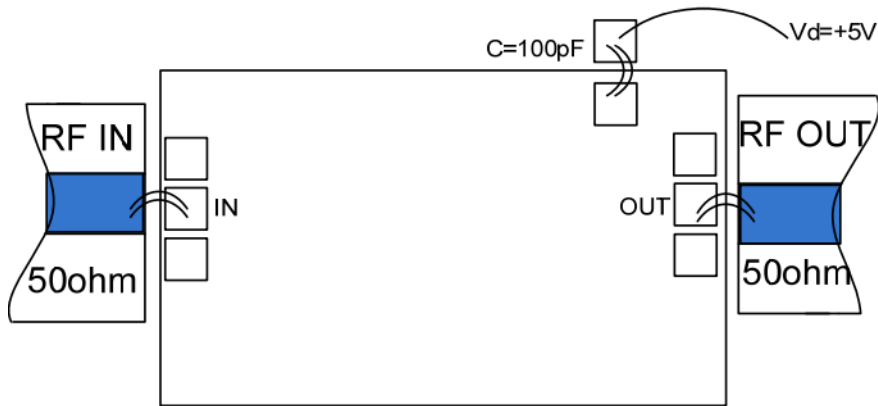 C=100pF
Vd=+5V
RF IN
RF OUT
IN
OUT
50ohm
50ohm